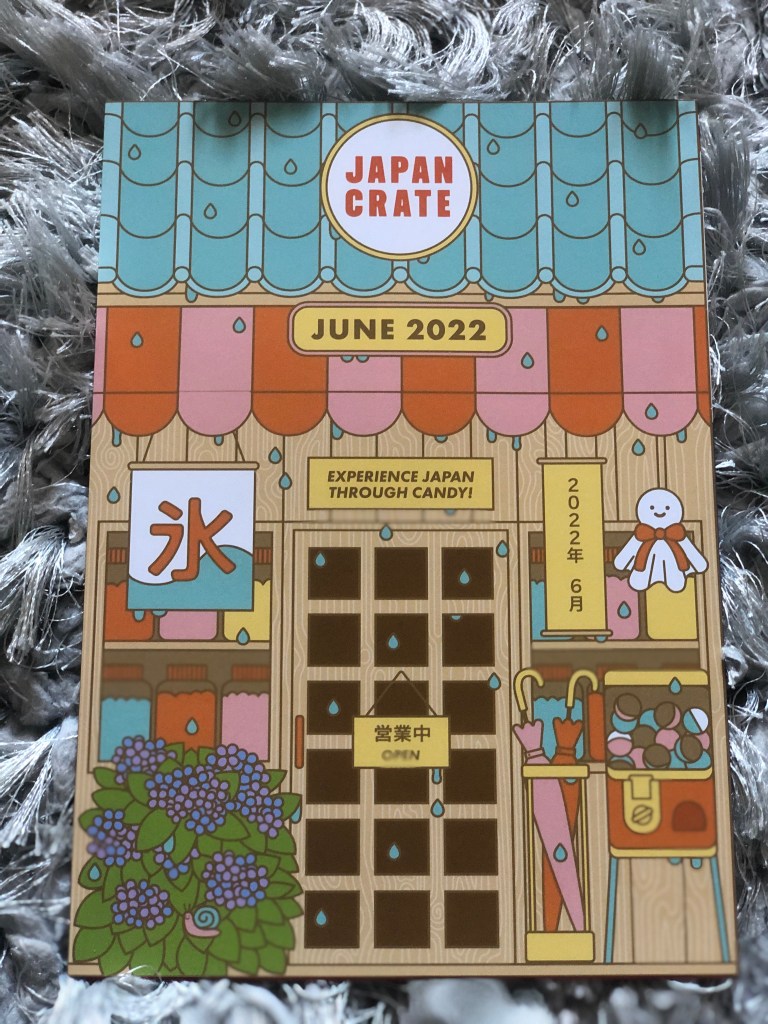 JAPAN
CRATE
JUNE 2022
EXPERIENCE JAPAN
THROUGH CANDY!
氷
2022年 6月
営業中
OPEN